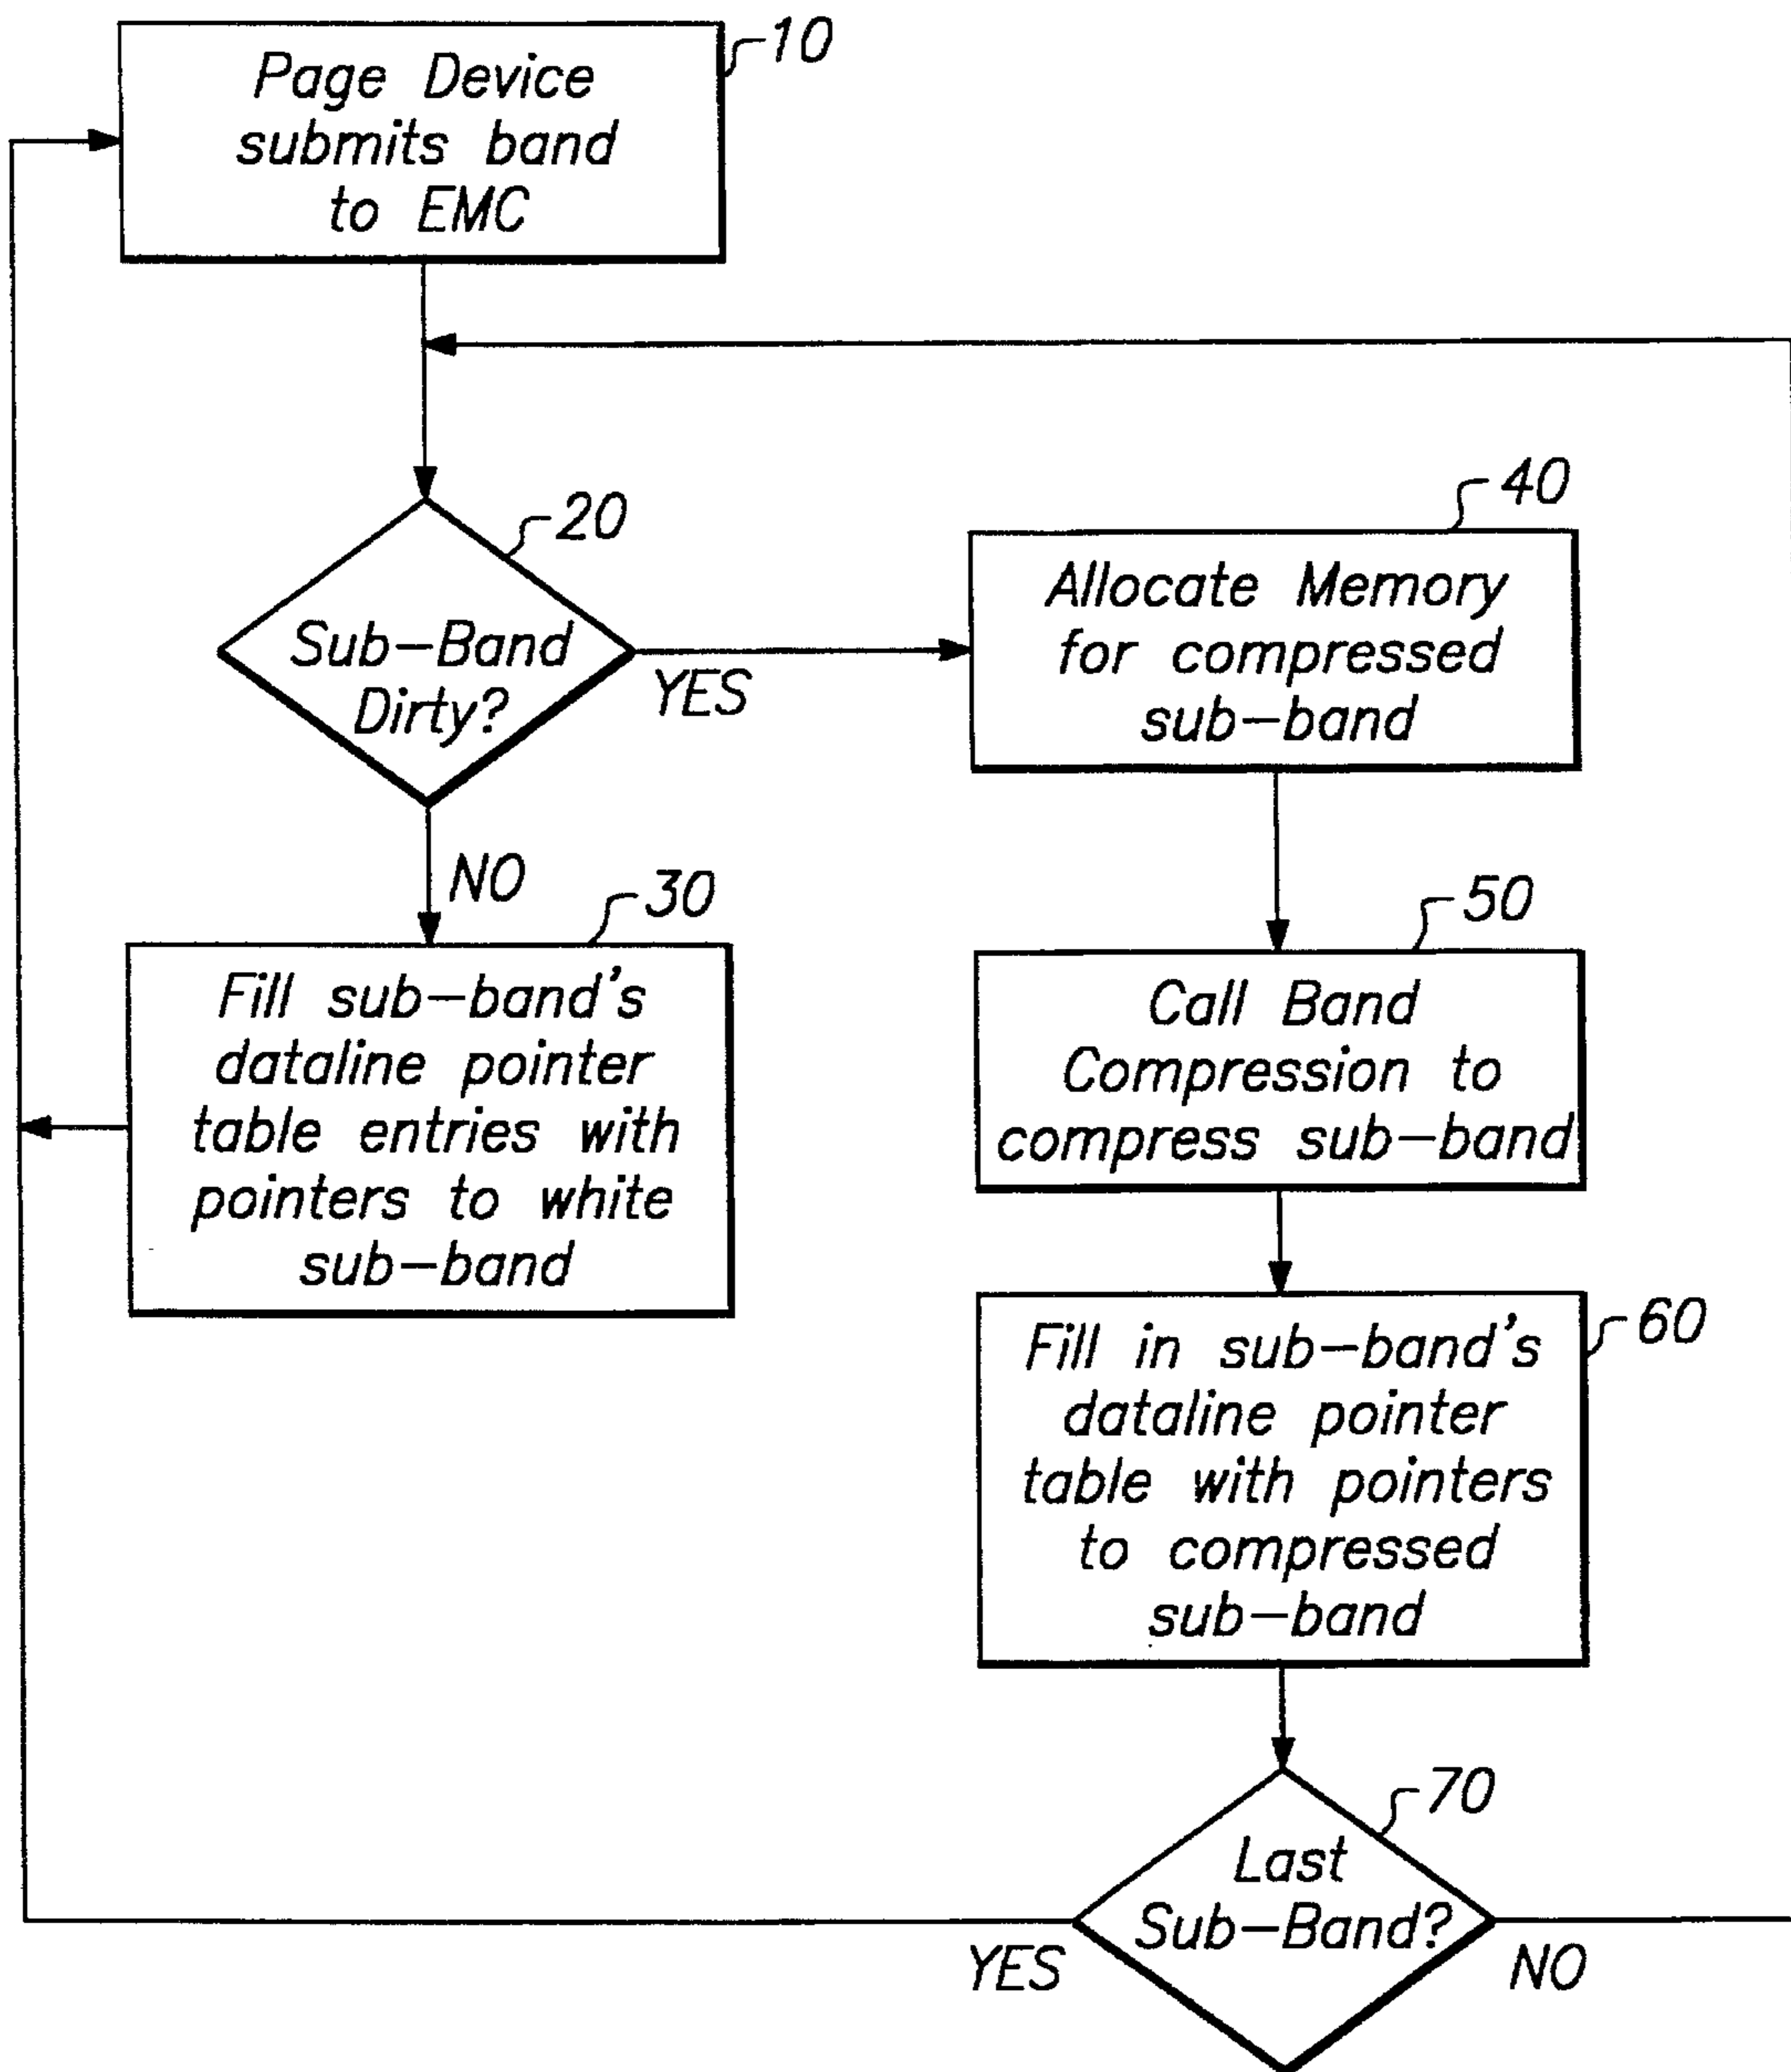 10
Page Device
submits band
to EMC
20
Sub-Band
Dirty?
YES
NO
30
Fill sub-band's
dataline pointer
table entries with
pointers to white
sub-band
40
Allocate Memory
for compressed
sub-band
50
Call Band
Compression to
compress sub-band
60
Fill in sub-band's
dataline pointer
table with pointers
to compressed
sub-band
70
Last
Sub-Band?
YES
NO